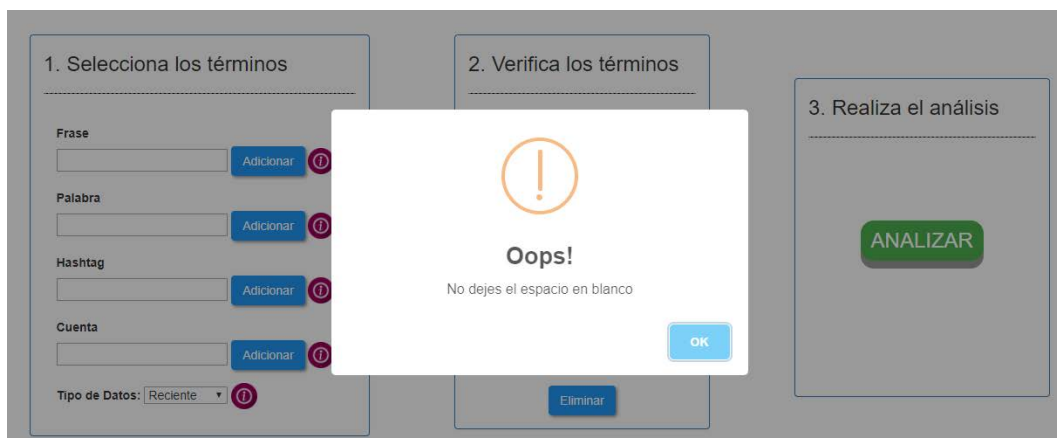 1. Selecciona los términos
Frase
Adicionar
Palabra
Adicionar
Hashtag
Adicionar
Cuenta
Adicionar
Tipo de Datos: Reciente
2. Verifica los términos
Eliminar
Oops!
No dejes el espacio en blanco
OK
3. Realiza el análisis
ANALIZAR